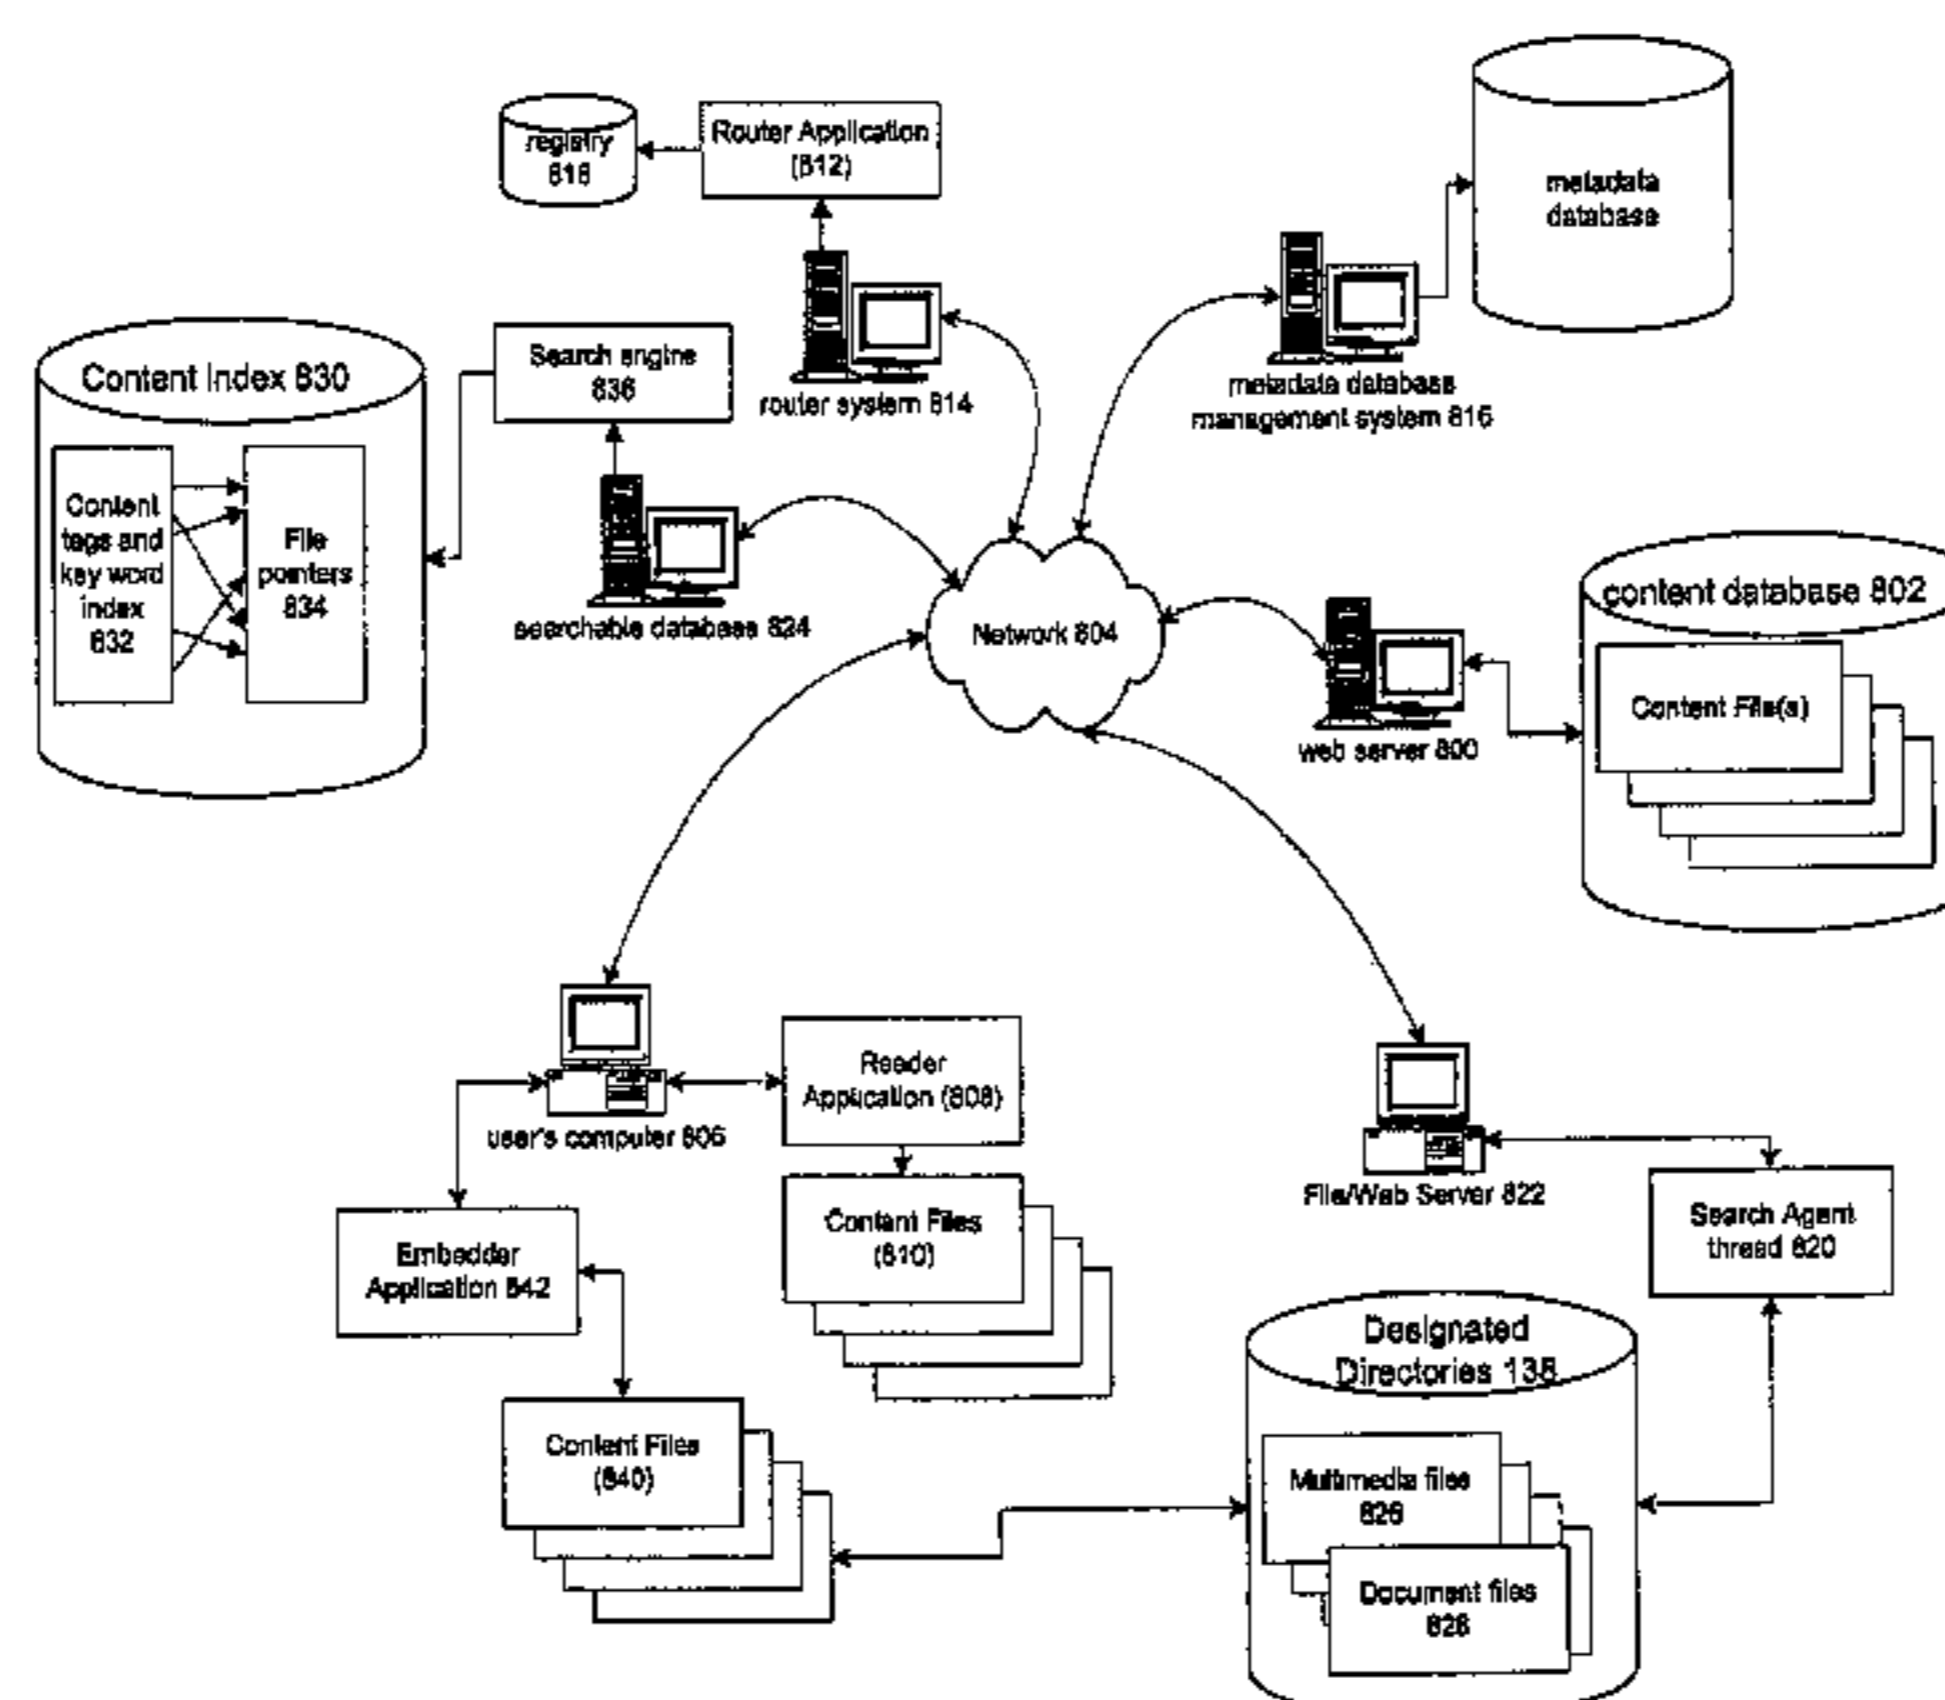 registry
818
Router Application
(812)
metadata
database
Content Index 830
Search engine
836
router system 814
metadata database
management system 816
Content
tags and
key word
index
832
File
pointers
834
searchable database 824
Network 804
content database 802
Content File(s)
web server 800
user's computer 806
Reader
Application (808)
File/Web Server 822
Search Agent
thread 820
Embedder
Application 842
Content Files
(810)
Designated
Directories 138
Content Files
(840)
Multimedia files
826
Document files
828